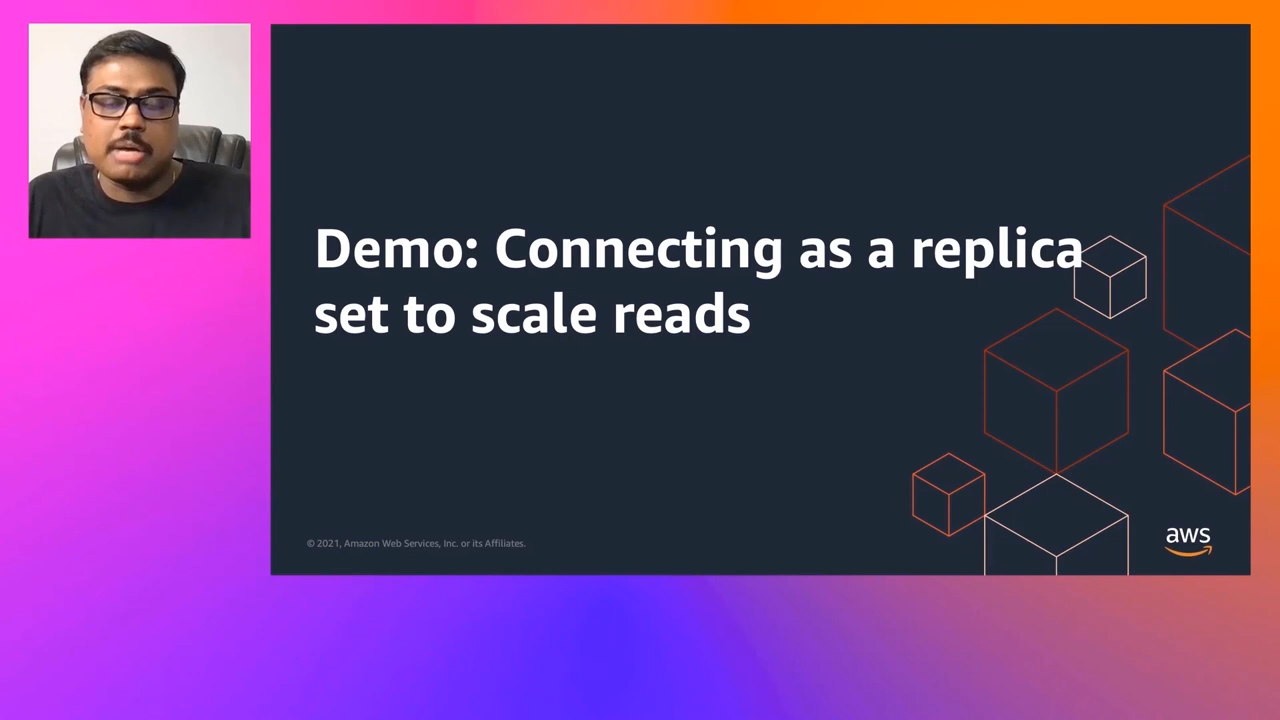 Demo: Connecting as a replica
set to scale reads
© 2021, Amazon Web Services, Inc. or its Affiliates.
aws